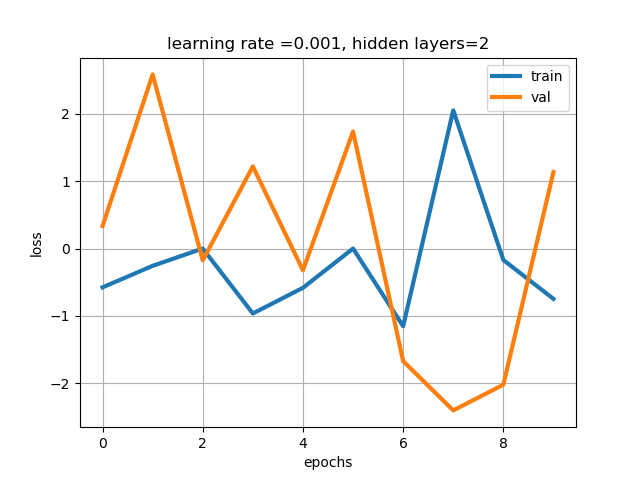 learning rate =0.001, hidden layers=2
train
val
2
1
0
−1
−2
loss
0
2
4
6
8
epochs